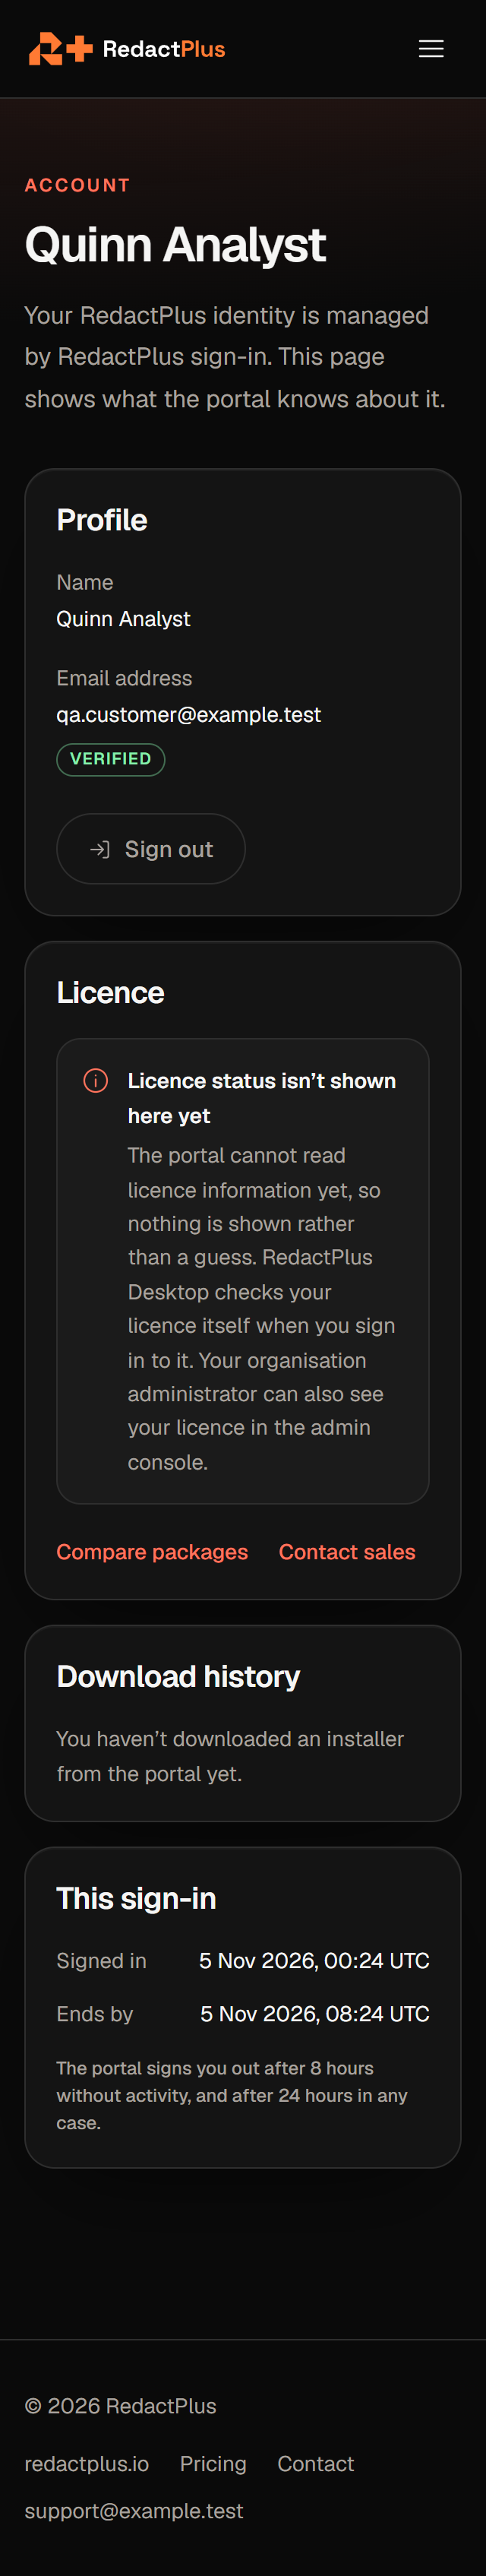 RedactPlus
ACCOUNT
Quinn Analyst
Your RedactPlus identity is managed
by RedactPlus sign-in. This page
shows what the portal knows about it.
Profile
Name
Quinn Analyst
Email address
qa.customer@example.test
VERIFIED
Sign out
Licence
Licence status isn’t shown
here yet
The portal cannot read
licence information yet, so
nothing is shown rather
than a guess. RedactPlus
Desktop checks your
licence itself when you sign
in to it. Your organisation
administrator can also see
your licence in the admin
console.
Compare packages Contact sales
Download history
You haven’t downloaded an installer
from the portal yet.
This sign-in
Signed in 5 Nov 2026, 00:24 UTC
Ends by 5 Nov 2026, 08:24 UTC
The portal signs you out after 8 hours
without activity, and after 24 hours in any
case.
© 2026 RedactPlus
redactplus.io Pricing Contact
support@example.test